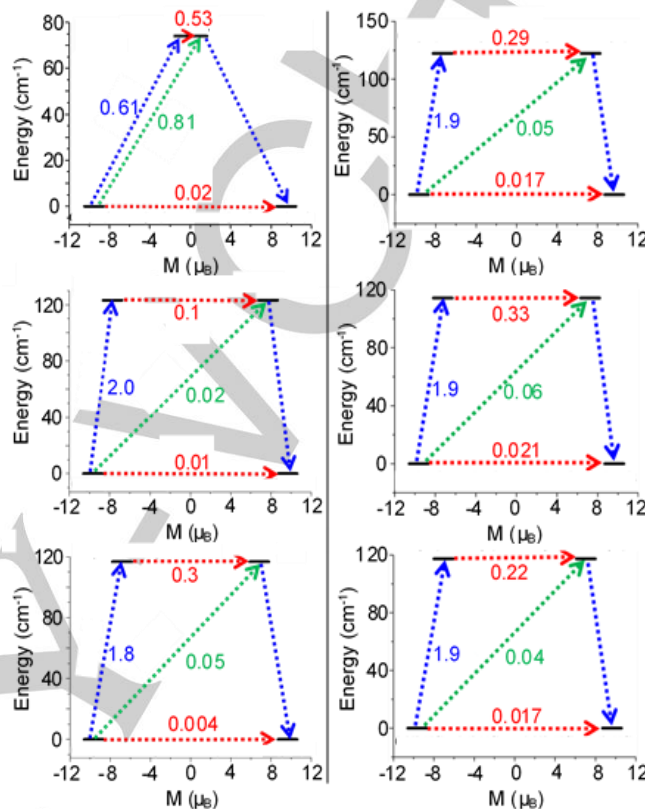 0.53
80
60
40
20
0
Energy (cm⁻¹)
0.61
0.81
0.02
-12 -8 -4 0 4 8 12
M (μB)
0.29
150
100
50
0
Energy (cm⁻¹)
1.9
0.05
0.017
-12 -8 -4 0 4 8 12
M (μB)
120
80
40
0
Energy (cm⁻¹)
0.1
2.0
0.02
0.01
-12 -8 -4 0 4 8 12
M (μB)
120
80
40
0
Energy (cm⁻¹)
0.33
1.9
0.06
0.021
-12 -8 -4 0 4 8 12
M (μB)
120
80
40
0
Energy (cm⁻¹)
0.3
1.8
0.05
0.004
-12 -8 -4 0 4 8 12
M (μB)
120
80
40
0
Energy (cm⁻¹)
0.22
1.9
0.04
0.017
-12 -8 -4 0 4 8 12
M (μB)